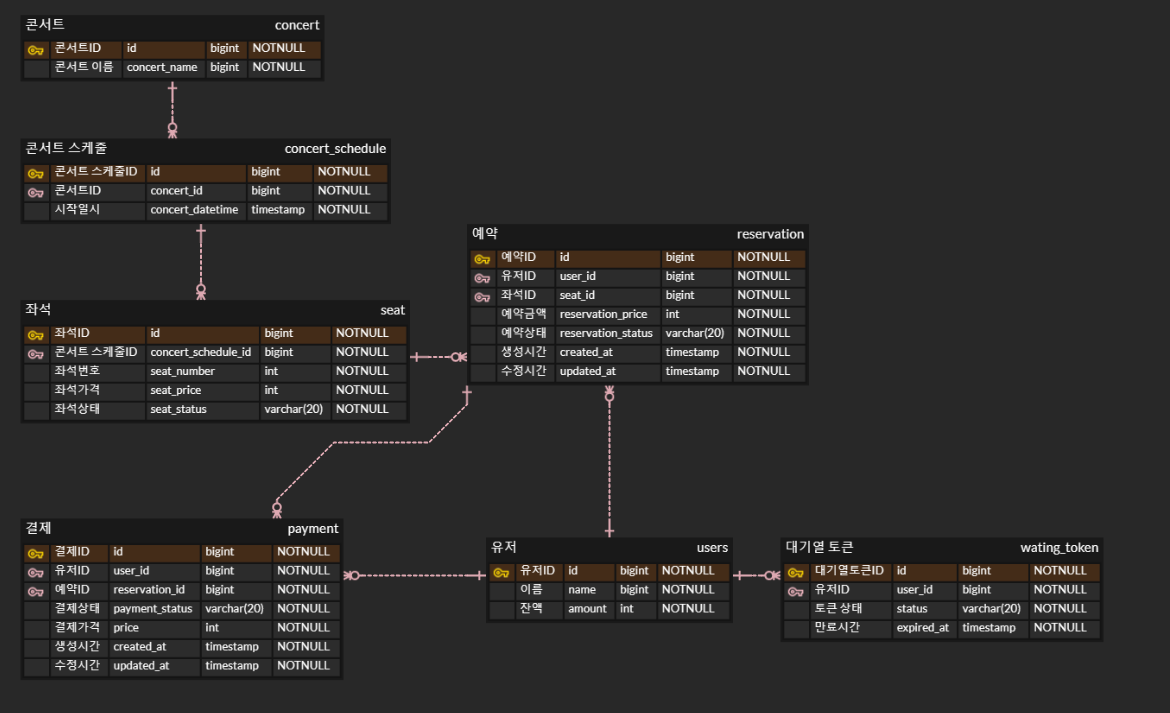 콘서트 concert
콘서트ID id bigint NOTNULL
콘서트 이름 concert_name bigint NOTNULL
콘서트 스케줄 concert_schedule
콘서트 스케줄ID id bigint NOTNULL
콘서트ID concert_id bigint NOTNULL
시작일시 concert_datetime timestamp NOTNULL
예약 reservation
예약ID id bigint NOTNULL
유저ID user_id bigint NOTNULL
좌석ID seat_id bigint NOTNULL
예약금액 reservation_price int NOTNULL
예약상태 reservation_status varchar(20) NOTNULL
생성시간 created_at timestamp NOTNULL
수정시간 updated_at timestamp NOTNULL
좌석 seat
좌석ID id bigint NOTNULL
콘서트 스케줄ID concert_schedule_id bigint NOTNULL
좌석번호 seat_number int NOTNULL
좌석가격 seat_price int NOTNULL
좌석상태 seat_status varchar(20) NOTNULL
결제 payment
결제ID id bigint NOTNULL
유저ID user_id bigint NOTNULL
예약ID reservation_id bigint NOTNULL
결제상태 payment_status varchar(20) NOTNULL
결제가격 price int NOTNULL
생성시간 created_at timestamp NOTNULL
수정시간 updated_at timestamp NOTNULL
유저 users
유저ID id bigint NOTNULL
이름 name bigint NOTNULL
잔액 amount int NOTNULL
대기열 토큰 wating_token
대기열토큰ID id bigint NOTNULL
유저ID user_id bigint NOTNULL
토큰 상태 status varchar(20) NOTNULL
만료시간 expired_at timestamp NOTNULL